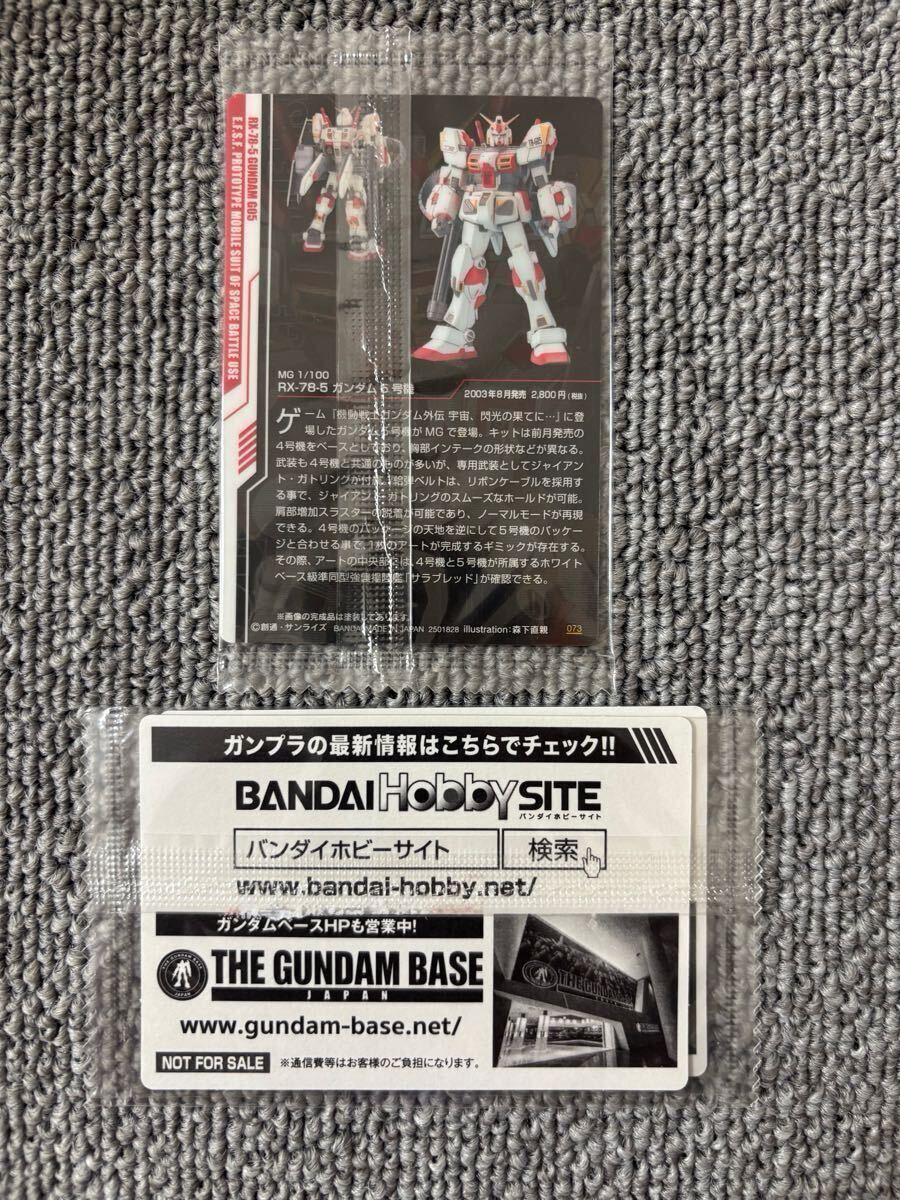 RX-78-5 GUNDAM G05
E.F.S.F. PROTOTYPE MOBILE SUIT OF SPACE BATTLE USE
MG 1/100
RX-78-5 ガンダム 5 号機
2003年8月発売 2,800円(税抜)
ゲーム「機動戦士ガンダム外伝 宇宙、閃光の果てに…」に登
場したガンダム5号機がMGで登場。キットは前月発売の
4号機をベースとしており、胸部インテークの形状などが異なる。
武装も4号機と共通のものが多いが、専用武装としてジャイアン
ト・ガトリングが付属。給弾ベルトは、リボンケーブルを採用す
る事で、ジャイアント・ガトリングのスムーズなホールドが可能。
肩部増加スラスターの脱着が可能であり、ノーマルモードが再現
できる。4号機のパッケージの天地を逆にして5号機のパッケー
ジと合わせる事で、1枚のアートが完成するギミックが存在する。
その際、アートの中央部には、4号機と5号機が所属するホワイト
ベース級準同型強襲揚陸艦「サラブレッド」が確認できる。
※画像の完成品は塗装してあります。
©創通・サンライズ BANDAI MADE IN JAPAN 2501828 illustration:森下直親 073
ガンプラの最新情報はこちらでチェック!!
BANDAI Hobby SITE
バンダイホビーサイト
バンダイホビーサイト 検索
www.bandai-hobby.net/
ガンダムベースHPも営業中!
THE GUNDAM BASE
JAPAN
www.gundam-base.net/
NOT FOR SALE ※通信費等はお客様のご負担になります。